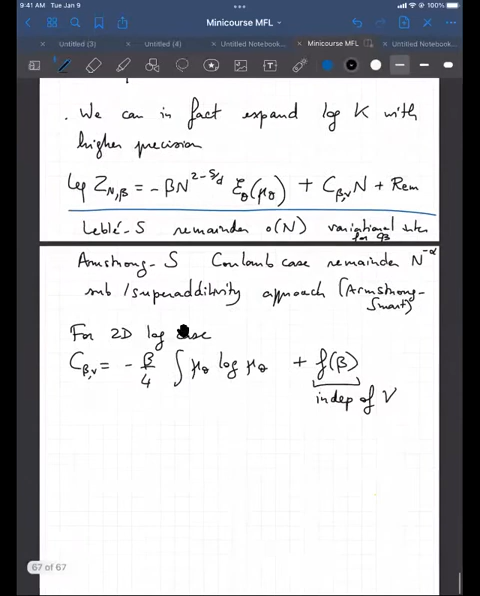 9:41 AM Tue Jan 9
100%
Minicourse MFL
Untitled (3)
Untitled (4)
Untitled Notebook...
Minicourse MFL
Untitled Notebook...
. We can in fact expand log K with
higher precision
log Z_{N,β} = -β N^{2-s/d} ℰ_θ(μ_θ) + C_{β,V} N + Rem
Leblé-S remainder o(N) variational inter
for
Armstrong-S Coulomb case remainder N^{-α}
sub/superadditivity approach (Armstrong-
Smart)
For 2D log case
C_{β,V} = - β/4 ∫ μ_θ log μ_θ + f(β)
indep of V
67 of 67